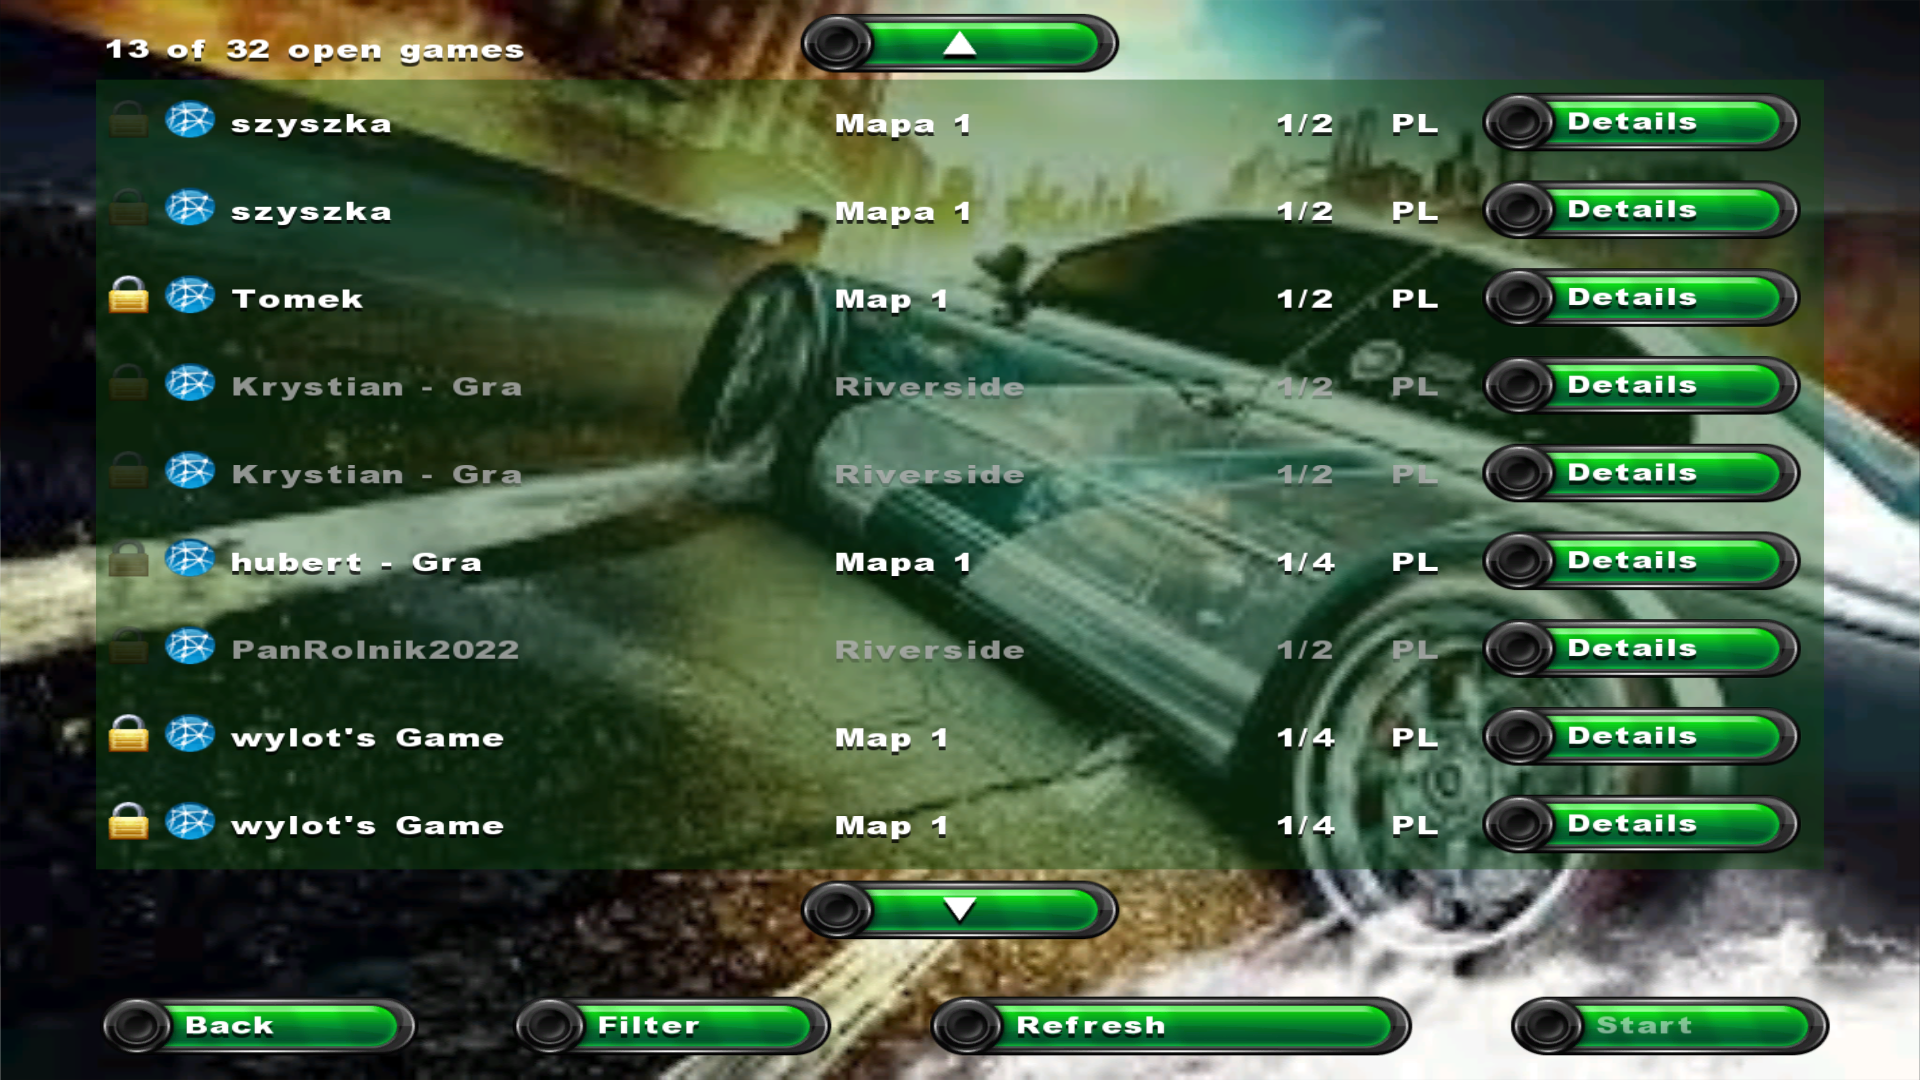 13 of 32 open games
szyszka Mapa 1 1/2 PL Details
szyszka Mapa 1 1/2 PL Details
Tomek Map 1 1/2 PL Details
Krystian - Gra Riverside 1/2 PL Details
Krystian - Gra Riverside 1/2 PL Details
hubert - Gra Mapa 1 1/4 PL Details
PanRolnik2022 Riverside 1/2 PL Details
wylot's Game Map 1 1/4 PL Details
wylot's Game Map 1 1/4 PL Details
Back Filter Refresh Start